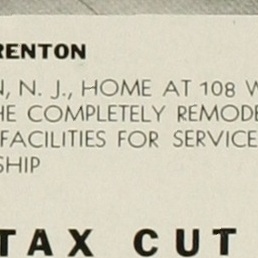 RENTON
N, N. J., HOME AT 108 W
HE COMPLETELY REMODE
FACILITIES FOR SERVICE
SHIP
TAX CUT